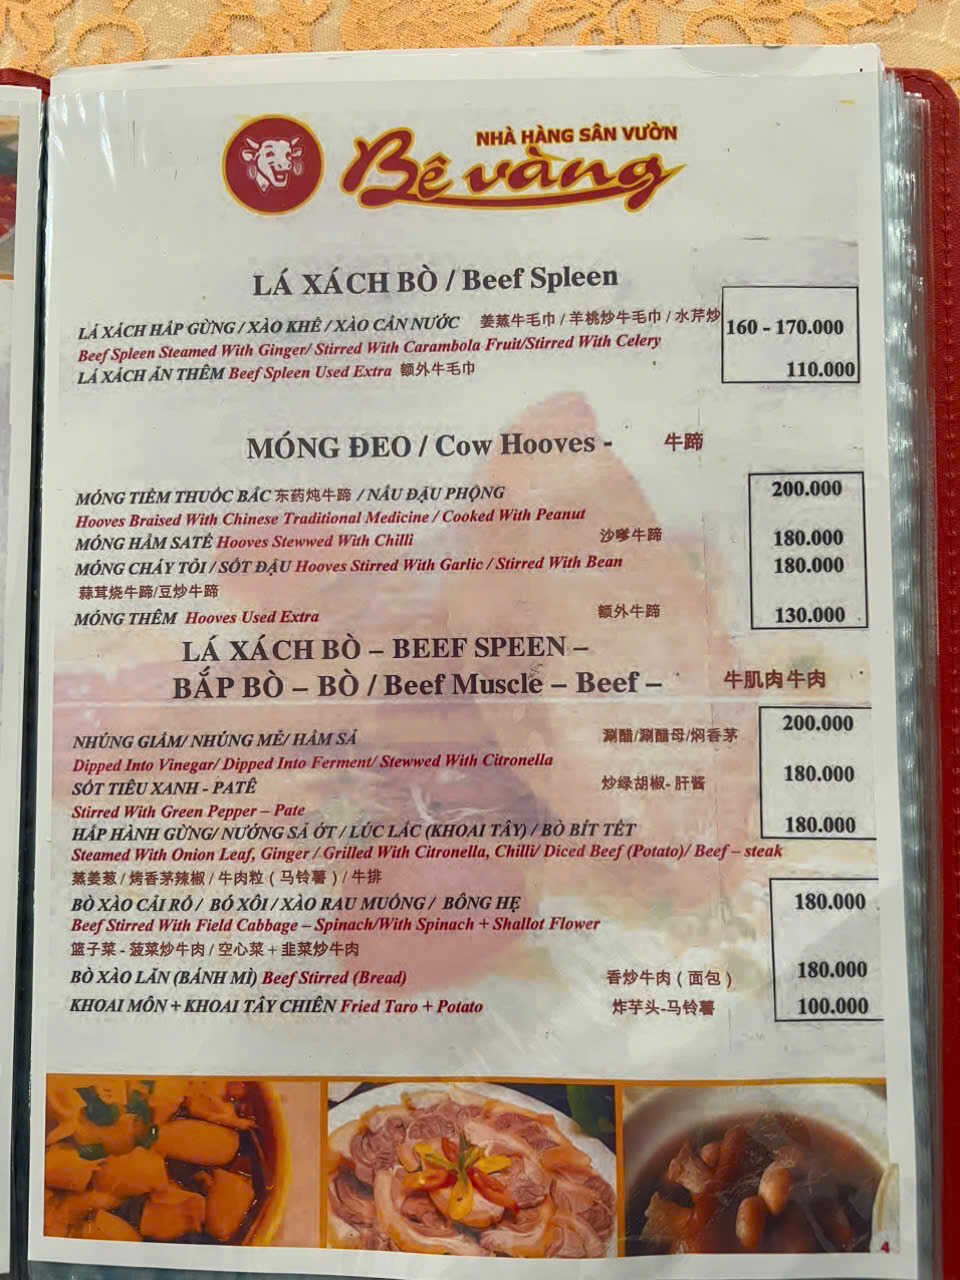 NHÀ HÀNG SÂN VƯỜN
Bê vàng
LÁ XÁCH BÒ / Beef Spleen
LÁ XÁCH HẤP GỪNG / XÀO KHẾ / XÀO CẦN NƯỚC 姜蒸牛毛巾 / 羊桃炒牛毛巾 / 水芹炒 160 - 170.000
Beef Spleen Steamed With Ginger/ Stirred With Carambola Fruit/Stirred With Celery
LÁ XÁCH ĂN THÊM Beef Spleen Used Extra 额外牛毛巾 110.000
MÓNG ĐEO / Cow Hooves - 牛蹄
MÓNG TIỀM THUỐC BẮC 东药炖牛蹄 / NẤU ĐẬU PHỘNG 200.000
Hooves Braised With Chinese Traditional Medicine / Cooked With Peanut
MÓNG HẦM SATẾ Hooves Stewwed With Chilli 沙嗲牛蹄 180.000
MÓNG CHÁY TỎI / SỐT ĐẬU Hooves Stirred With Garlic / Stirred With Bean 180.000
蒜茸烧牛蹄/豆炒牛蹄
MÓNG THÊM Hooves Used Extra 额外牛蹄 130.000
LÁ XÁCH BÒ – BEEF SPEEN –
BẮP BÒ – BÒ / Beef Muscle – Beef – 牛肌肉牛肉
NHÚNG GIẤM/ NHÚNG MẺ/ HẦM SẢ 涮醋/涮醋母/焖香茅 200.000
Dipped Into Vinegar/ Dipped Into Ferment/ Stewwed With Citronella
SỐT TIÊU XANH - PATÊ 炒绿胡椒- 肝酱 180.000
Stirred With Green Pepper – Pate
HẤP HÀNH GỪNG/ NƯỚNG SẢ ỚT / LÚC LẮC (KHOAI TÂY) / BÒ BÍT TẾT 180.000
Steamed With Onion Leaf, Ginger / Grilled With Citronella, Chilli/ Diced Beef (Potato)/ Beef – steak
蒸姜葱 / 烤香茅辣椒 / 牛肉粒 ( 马铃薯 ) / 牛排
BÒ XÀO CẢI RỔ / BÓ XÔI / XÀO RAU MUỐNG / BÔNG HẸ 180.000
Beef Stirred With Field Cabbage – Spinach/With Spinach + Shallot Flower
篮子菜 - 菠菜炒牛肉 / 空心菜 + 韭菜炒牛肉
BÒ XÀO LĂN (BÁNH MÌ) Beef Stirred (Bread) 香炒牛肉 ( 面包 ) 180.000
KHOAI MÔN + KHOAI TÂY CHIÊN Fried Taro + Potato 炸芋头-马铃薯 100.000
4